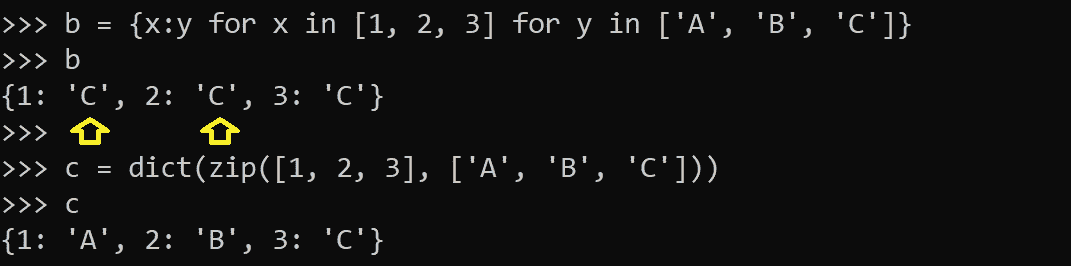 >>> b = {x:y for x in [1, 2, 3] for y in ['A', 'B', 'C']}
>>> b
{1: 'C', 2: 'C', 3: 'C'}
>>>
>>> c = dict(zip([1, 2, 3], ['A', 'B', 'C']))
>>> c
{1: 'A', 2: 'B', 3: 'C'}